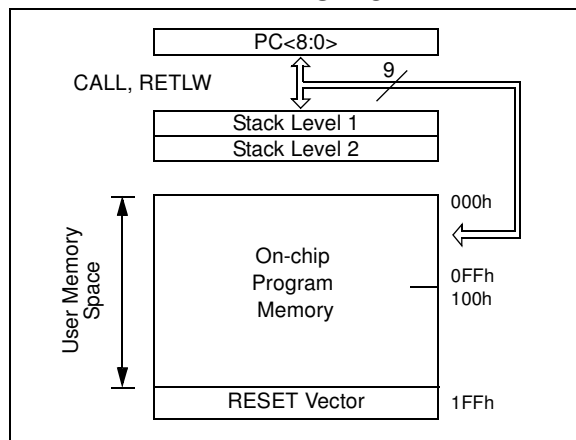 PC<8:0>
9
CALL, RETLW
Stack Level 1
Stack Level 2
000h
User Memory
Space
On-chip
Program
Memory
0FFh
100h
RESET Vector
1FFh